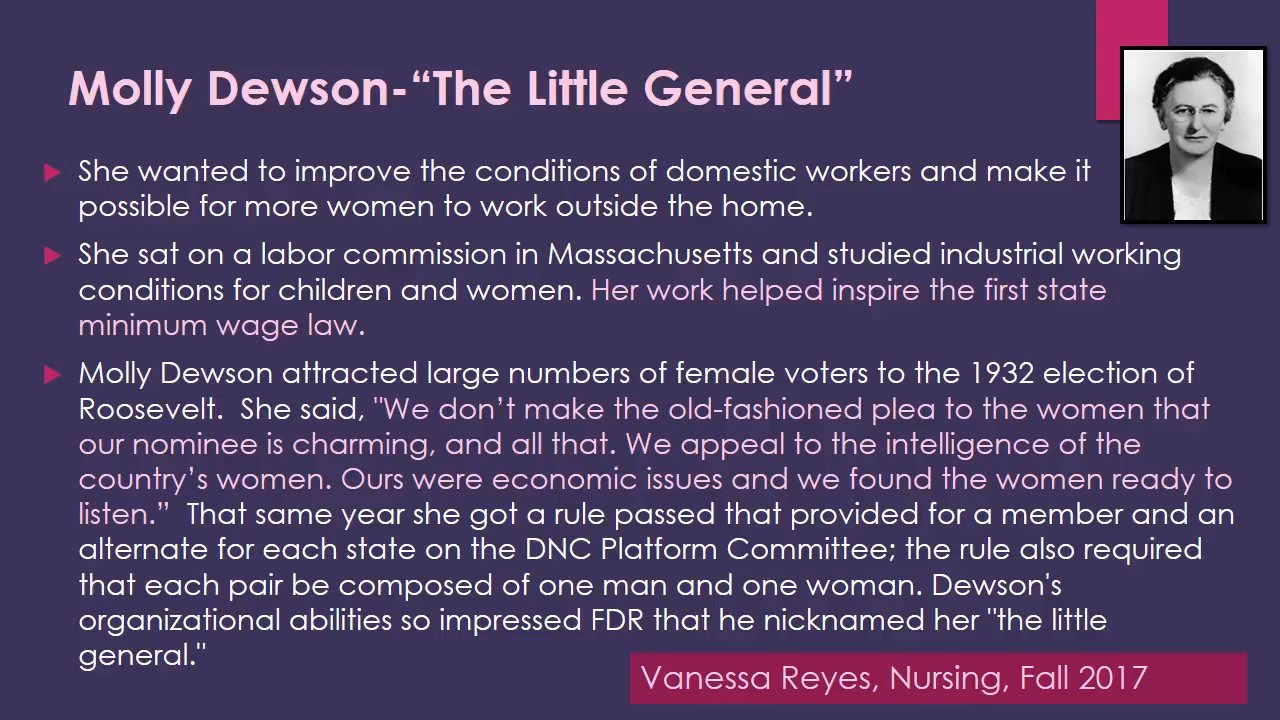 Molly Dewson-“The Little General”
She wanted to improve the conditions of domestic workers and make it
possible for more women to work outside the home.
She sat on a labor commission in Massachusetts and studied industrial working
conditions for children and women. Her work helped inspire the first state
minimum wage law.
Molly Dewson attracted large numbers of female voters to the 1932 election of
Roosevelt.  She said, "We don’t make the old-fashioned plea to the women that
our nominee is charming, and all that. We appeal to the intelligence of the
country’s women. Ours were economic issues and we found the women ready to
listen.”  That same year she got a rule passed that provided for a member and an
alternate for each state on the DNC Platform Committee; the rule also required
that each pair be composed of one man and one woman. Dewson's
organizational abilities so impressed FDR that he nicknamed her "the little
general."
Vanessa Reyes, Nursing, Fall 2017